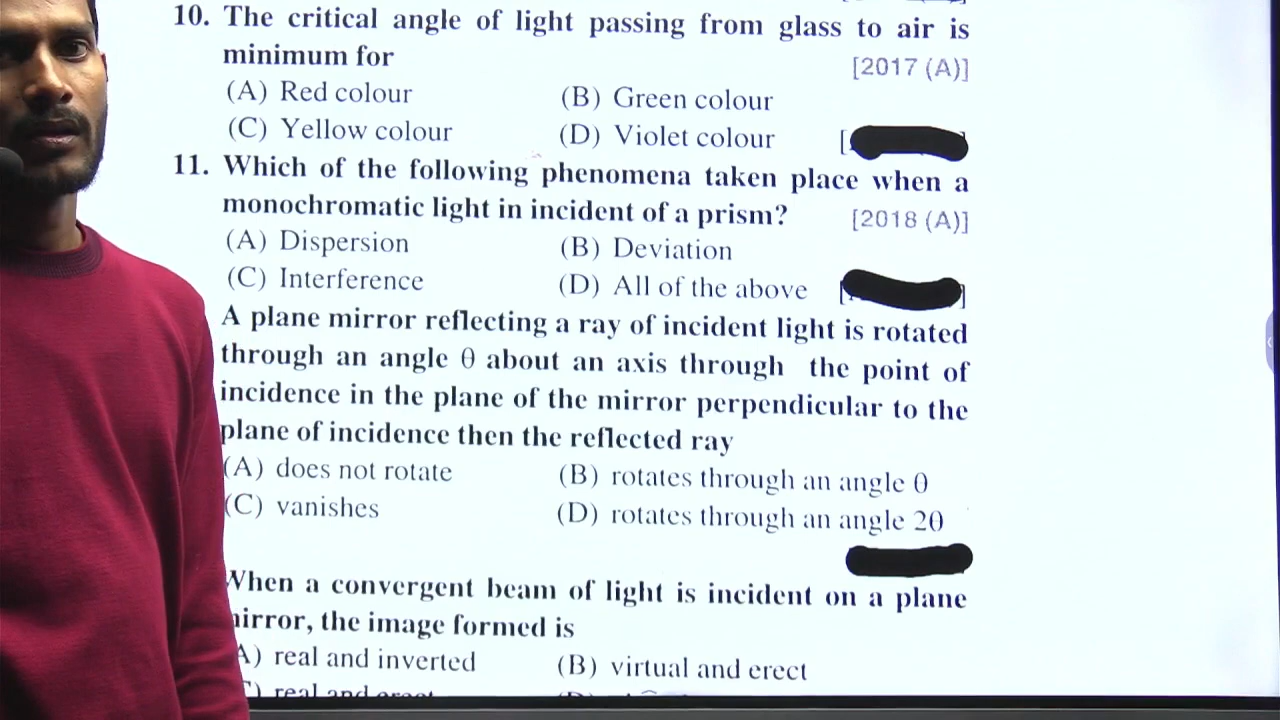 10. The critical angle of light passing from glass to air is
minimum for [2017 (A)]
(A) Red colour (B) Green colour
(C) Yellow colour (D) Violet colour [
11. Which of the following phenomena taken place when a
monochromatic light in incident of a prism? [2018 (A)]
(A) Dispersion (B) Deviation
(C) Interference (D) All of the above [ ]
A plane mirror reflecting a ray of incident light is rotated
through an angle θ about an axis through the point of
incidence in the plane of the mirror perpendicular to the
plane of incidence then the reflected ray
(A) does not rotate (B) rotates through an angle θ
(C) vanishes (D) rotates through an angle 2θ
When a convergent beam of light is incident on a plane
mirror, the image formed is
A) real and inverted (B) virtual and erect
) real and erect